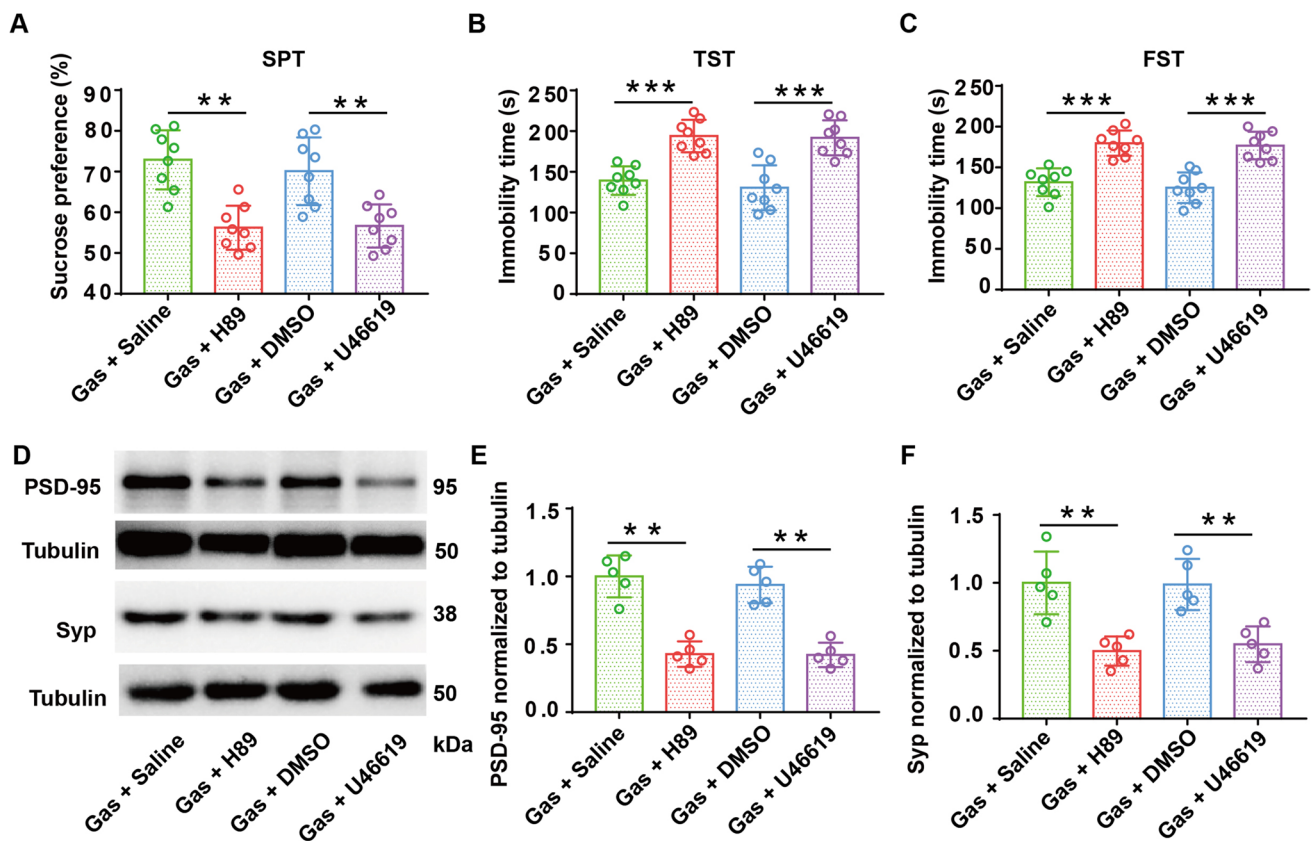 A
SPT
Sucrose preference (%)
90
80
70
60
50
40
**
**
Gas + Saline
Gas + H89
Gas + DMSO
Gas + U46619
B
TST
Immobility time (s)
250
200
150
100
50
0
***
***
Gas + Saline
Gas + H89
Gas + DMSO
Gas + U46619
C
FST
Immobility time (s)
250
200
150
100
50
0
***
***
Gas + Saline
Gas + H89
Gas + DMSO
Gas + U46619
D
PSD-95
95
Tubulin
50
Syp
38
Tubulin
50
kDa
Gas + Saline
Gas + H89
Gas + DMSO
Gas + U46619
E
PSD-95 normalized to tubulin
1.5
1.0
0.5
0.0
**
**
Gas + Saline
Gas + H89
Gas + DMSO
Gas + U46619
F
Syp normalized to tubulin
1.5
1.0
0.5
0.0
**
**
Gas + Saline
Gas + H89
Gas + DMSO
Gas + U46619